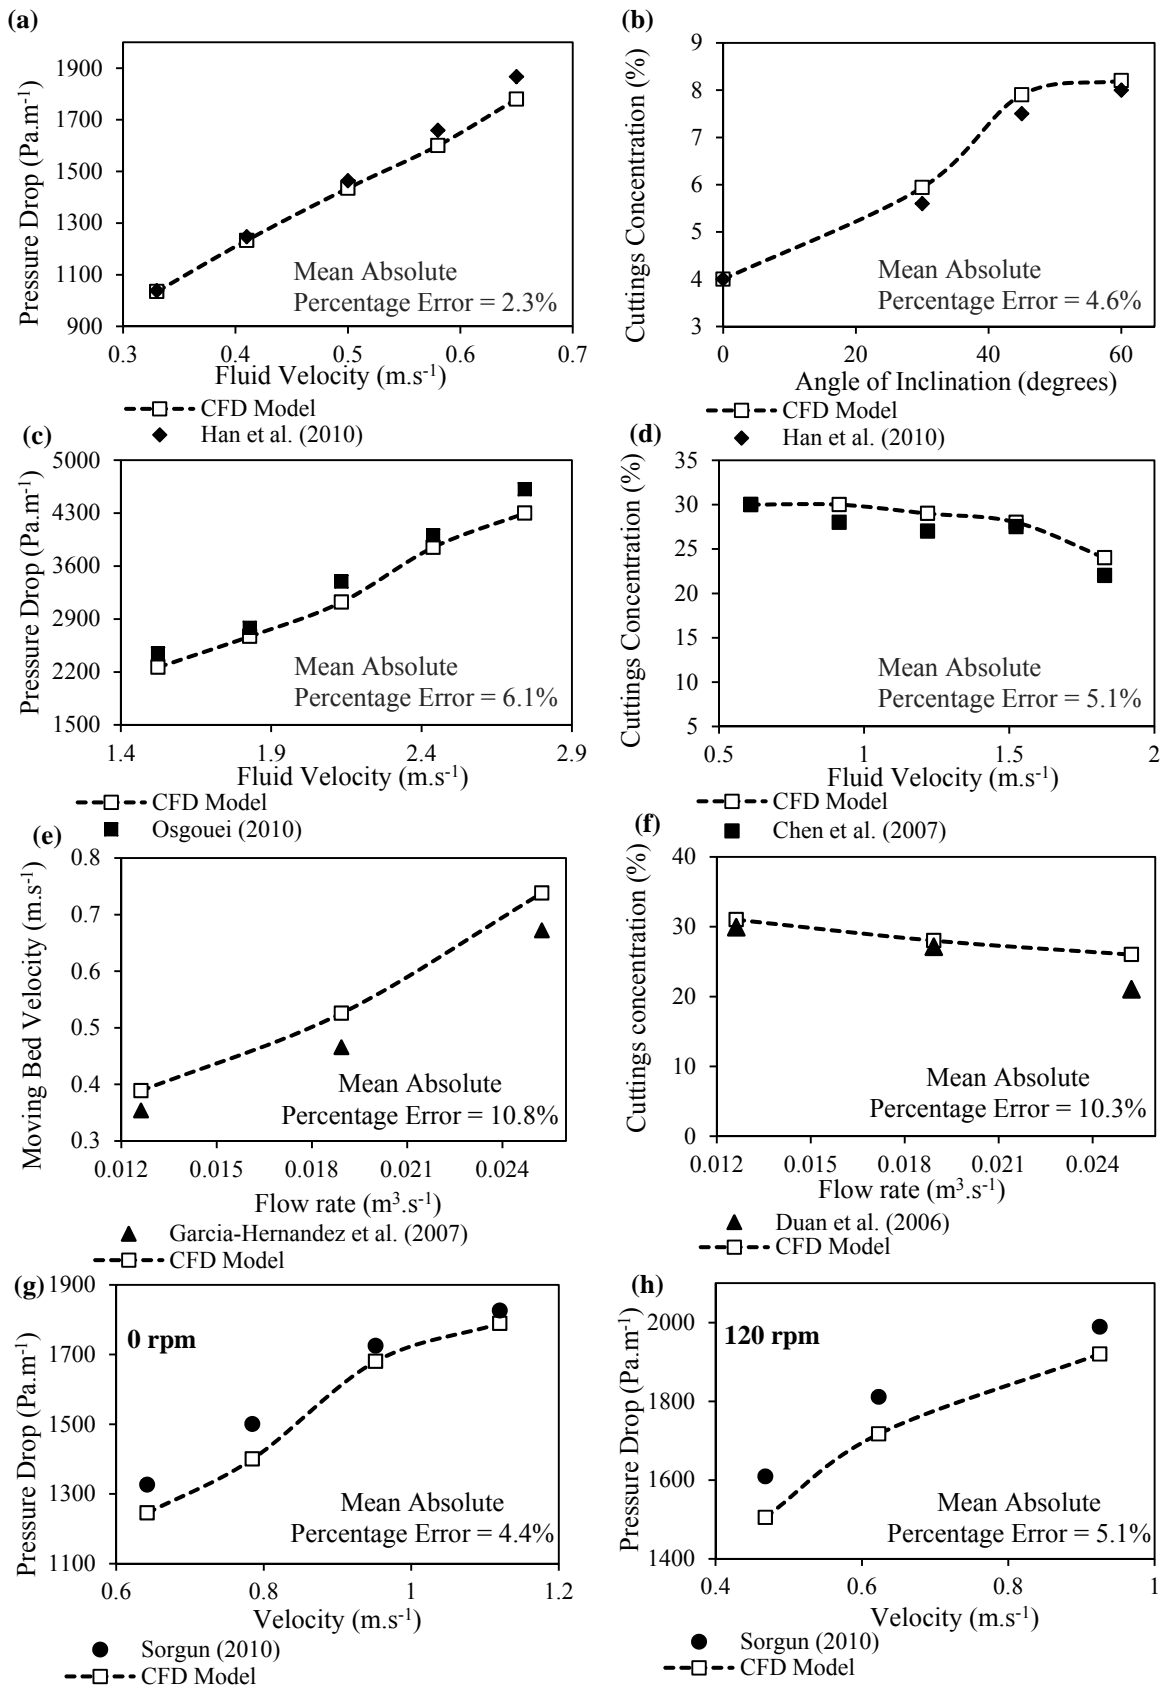 (a)
Pressure Drop (Pa.m⁻¹)
1900
1700
1500
1300
1100
900
Mean Absolute
Percentage Error = 2.3%
0.3 0.4 0.5 0.6 0.7
Fluid Velocity (m.s⁻¹)
CFD Model
Han et al. (2010)
(b)
Cuttings Concentration (%)
9
8
7
6
5
4
3
Mean Absolute
Percentage Error = 4.6%
0 20 40 60
Angle of Inclination (degrees)
CFD Model
Han et al. (2010)
(c)
Pressure Drop (Pa.m⁻¹)
5000
4300
3600
2900
2200
1500
Mean Absolute
Percentage Error = 6.1%
1.4 1.9 2.4 2.9
Fluid Velocity (m.s⁻¹)
CFD Model
Osgouei (2010)
(d)
Cuttings Concentration (%)
35
30
25
20
15
10
5
Mean Absolute
Percentage Error = 5.1%
0.5 1 1.5 2
Fluid Velocity (m.s⁻¹)
CFD Model
Chen et al. (2007)
(e)
Moving Bed Velocity (m.s⁻¹)
0.8
0.7
0.6
0.5
0.4
0.3
Mean Absolute
Percentage Error = 10.8%
0.012 0.015 0.018 0.021 0.024
Flow rate (m³.s⁻¹)
Garcia-Hernandez et al. (2007)
CFD Model
(f)
Cuttings concentration (%)
40
30
20
10
0
Mean Absolute
Percentage Error = 10.3%
0.012 0.015 0.018 0.021 0.024
Flow rate (m³.s⁻¹)
Duan et al. (2006)
CFD Model
(g)
Pressure Drop (Pa.m⁻¹)
1900
1700
1500
1300
1100
0 rpm
Mean Absolute
Percentage Error = 4.4%
0.6 0.8 1 1.2
Velocity (m.s⁻¹)
Sorgun (2010)
CFD Model
(h)
Pressure Drop (Pa.m⁻¹)
2000
1800
1600
1400
120 rpm
Mean Absolute
Percentage Error = 5.1%
0.4 0.6 0.8 1
Velocity (m.s⁻¹)
Sorgun (2010)
CFD Model